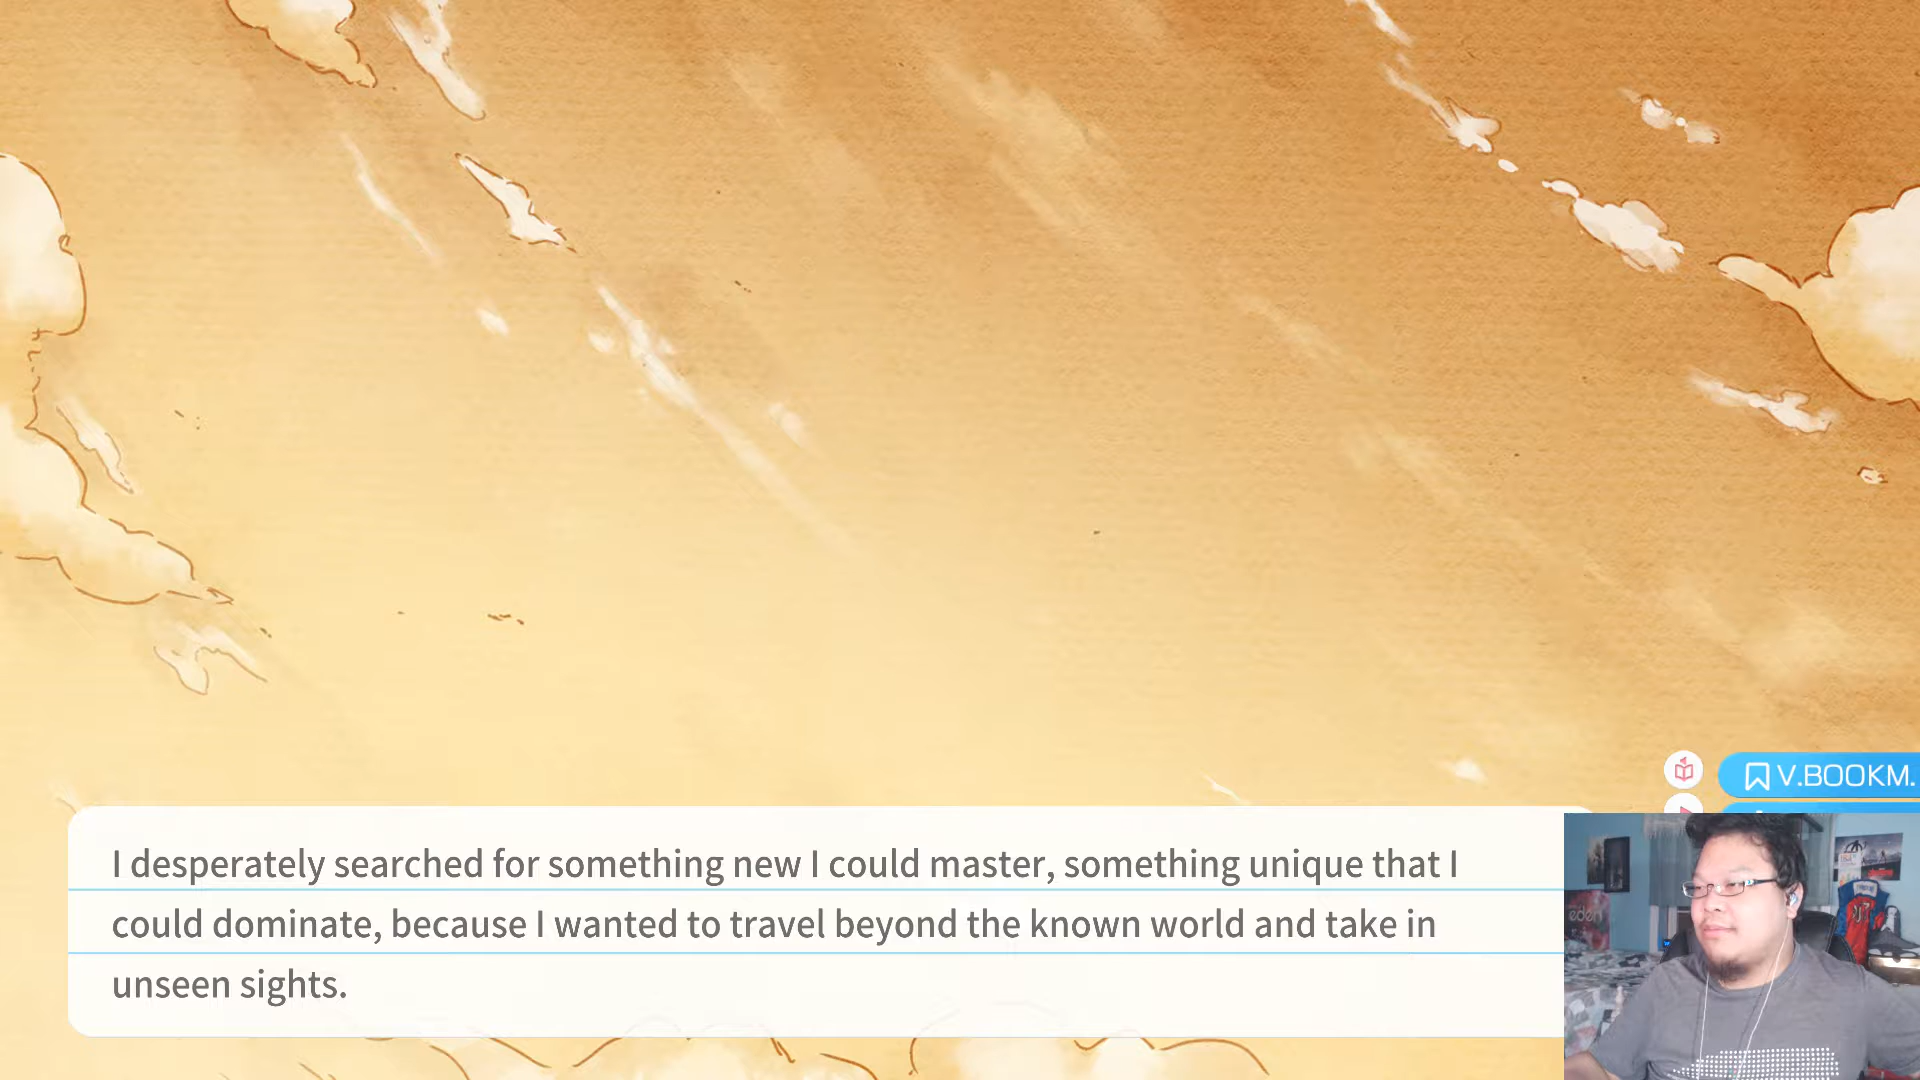 V.BOOKM.
I desperately searched for something new I could master, something unique that I
could dominate, because I wanted to travel beyond the known world and take in
unseen sights.
eden